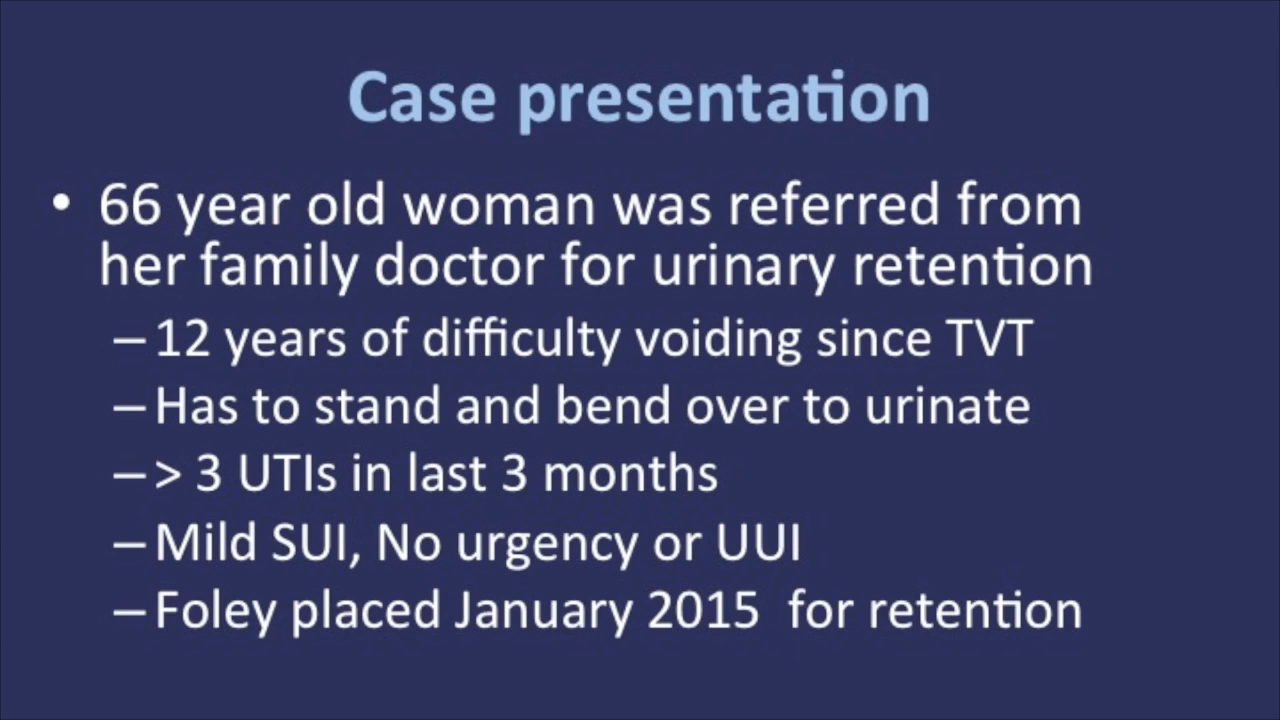 Case presentation
• 66 year old woman was referred from
her family doctor for urinary retention
– 12 years of difficulty voiding since TVT
– Has to stand and bend over to urinate
– > 3 UTIs in last 3 months
– Mild SUI, No urgency or UUI
– Foley placed January 2015  for retention